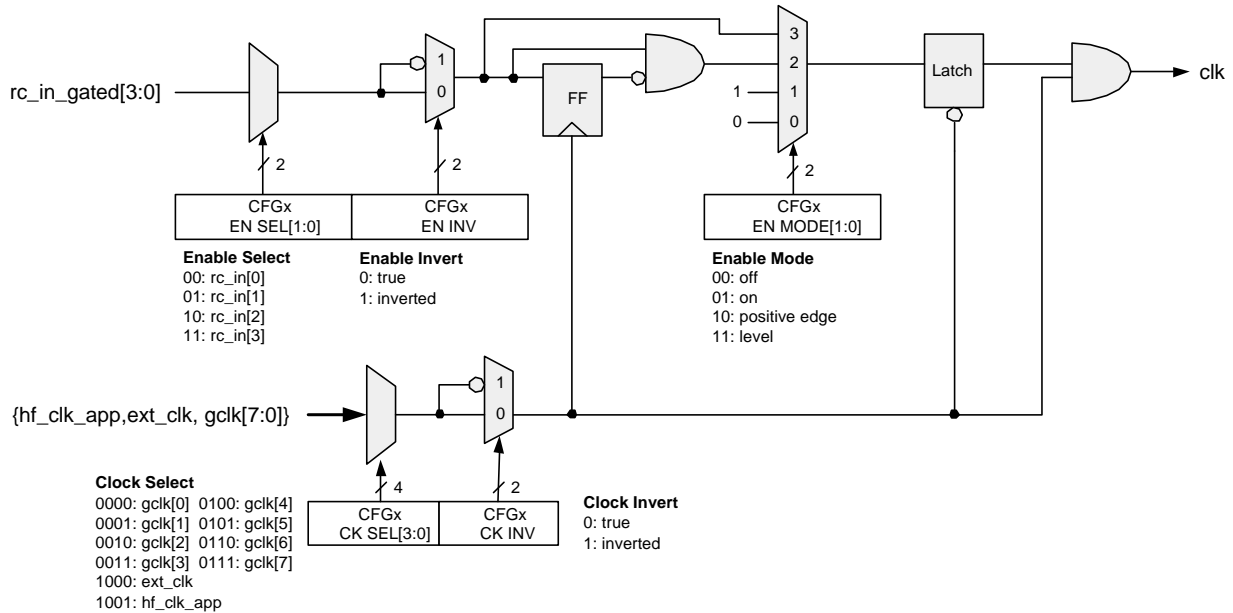 3
1
2
Latch
clk
rc_in_gated[3:0]
0
FF
1
1
0
0
2
2
2
CFGx
EN SEL[1:0]
CFGx
EN INV
CFGx
EN MODE[1:0]
Enable Select
00: rc_in[0]
01: rc_in[1]
10: rc_in[2]
11: rc_in[3]
Enable Invert
0: true
1: inverted
Enable Mode
00: off
01: on
10: positive edge
11: level
1
{hf_clk_app,ext_clk, gclk[7:0]}
0
4
2
Clock Select
0000: gclk[0] 0100: gclk[4]
0001: gclk[1] 0101: gclk[5]
0010: gclk[2] 0110: gclk[6]
0011: gclk[3] 0111: gclk[7]
1000: ext_clk
1001: hf_clk_app
CFGx
CK SEL[3:0]
CFGx
CK INV
Clock Invert
0: true
1: inverted